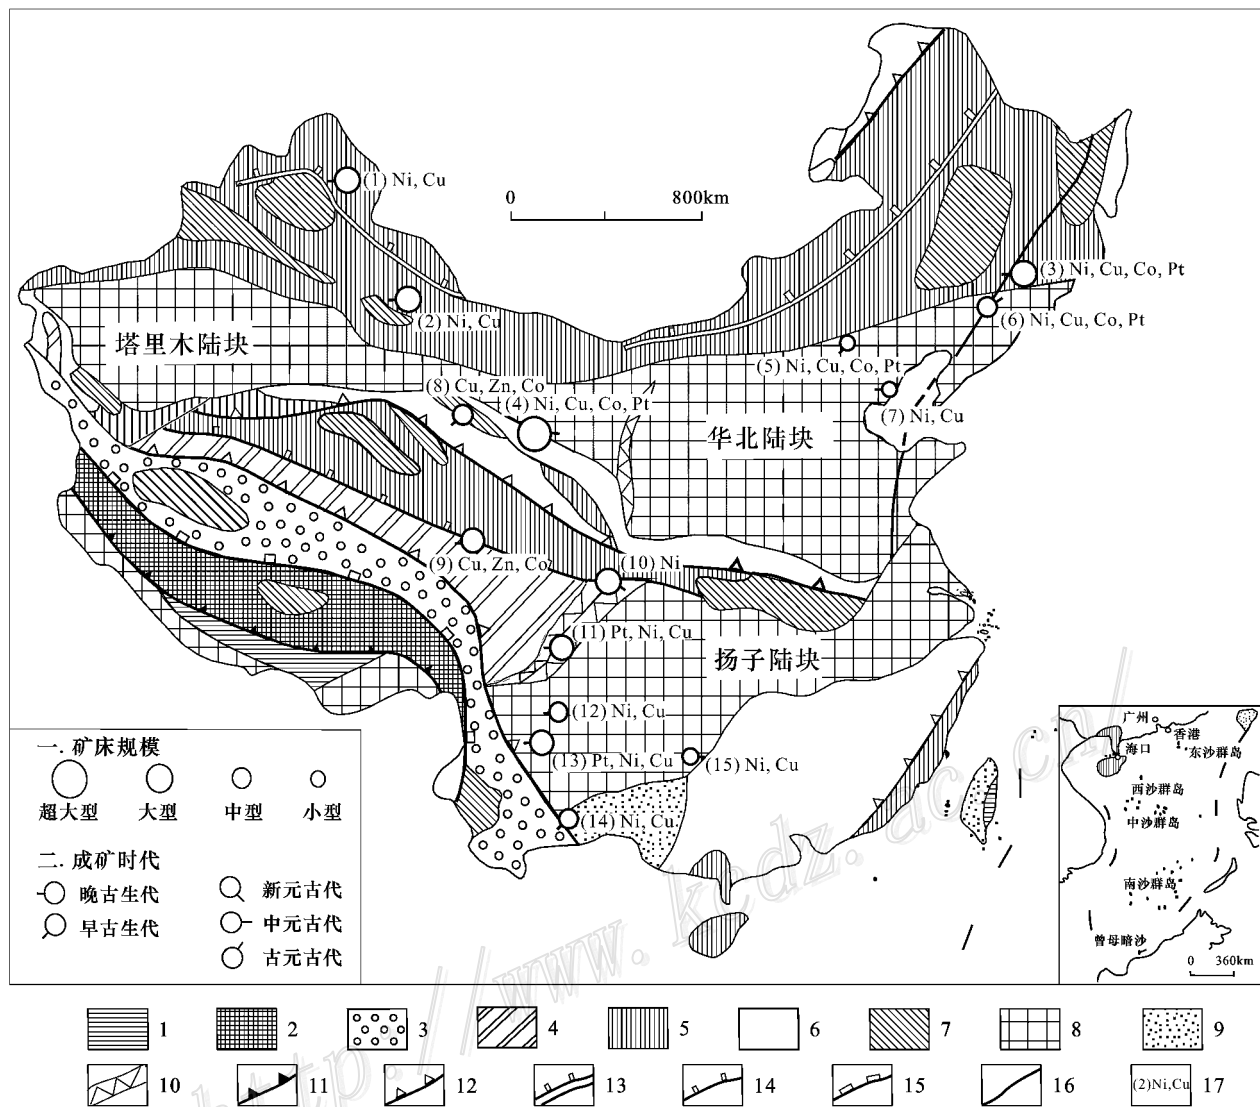 (1) Ni, Cu
0 800km
(3) Ni, Cu, Co, Pt
(2) Ni, Cu
(6) Ni, Cu, Co, Pt
塔里木陆块
(5) Ni, Cu, Co, Pt
(8) Cu, Zn, Co
(4) Ni, Cu, Co, Pt
(7) Ni, Cu
华北陆块
(9) Cu, Zn, Co
(10) Ni
(11) Pt, Ni, Cu
扬子陆块
(12) Ni, Cu
(13) Pt, Ni, Cu
(15) Ni, Cu
(14) Ni, Cu
一. 矿床规模
超大型 大型 中型 小型
二. 成矿时代
晚古生代 新元古代
早古生代 中元古代
古元古代
广州
香港
海口
东沙群岛
西沙群岛
中沙群岛
南沙群岛
曾母暗沙
0 360km
1 2 3 4 5 6 7 8 9
10 11 12 13 14 15 16 (2)Ni,Cu 17
http://www.kcdz.ac.cn/